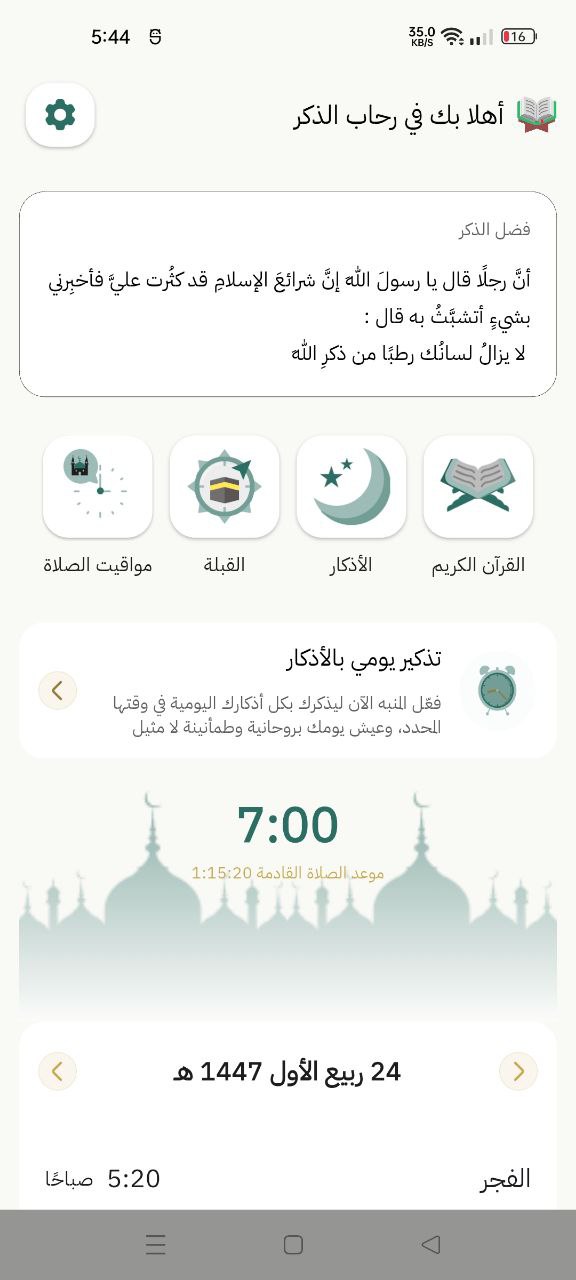 5:44
35.0
KB/S
16
أهلا بك في رحاب الذكر
فضل الذكر
أنَّ رجلًا قال يا رسولَ اللهِ إنَّ شرائعَ الإسلامِ قد كثُرت عليَّ فأخبِرني
بشيءٍ أتشبَّثُ به قال :
لا يزالُ لسانُك رطبًا من ذكرِ اللهِ
القرآن الكريم
الأذكار
القبلة
مواقيت الصلاة
تذكير يومي بالأذكار
فعّل المنبه الآن ليذكرك بكل أذكارك اليومية في وقتها
المحدد، وعيش يومك بروحانية وطمأنينة لا مثيل
7:00
موعد الصلاة القادمة 1:15:20
24 ربيع الأول 1447 هـ
الفجر
5:20 صباحًا